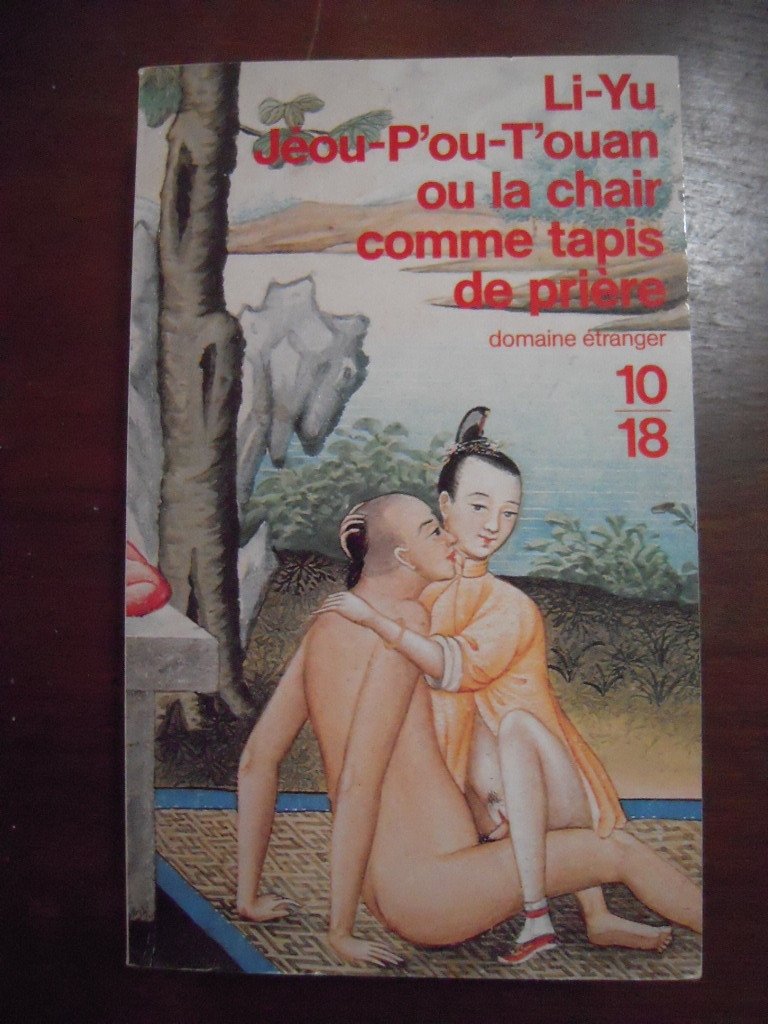 Li-Yu
Jéou-P'ou-T'ouan
ou la chair
comme tapis
de prière
domaine étranger
10
18